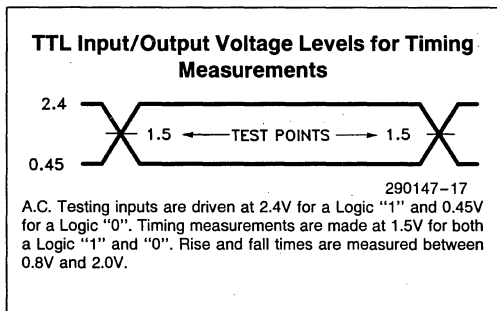 TTL Input/Output Voltage Levels for Timing
Measurements
2.4
1.5 TEST POINTS 1.5
0.45
290147-17
A.C. Testing inputs are driven at 2.4V for a Logic "1" and 0.45V
for a Logic "0". Timing measurements are made at 1.5V for both
a Logic "1" and "0". Rise and fall times are measured between
0.8V and 2.0V.